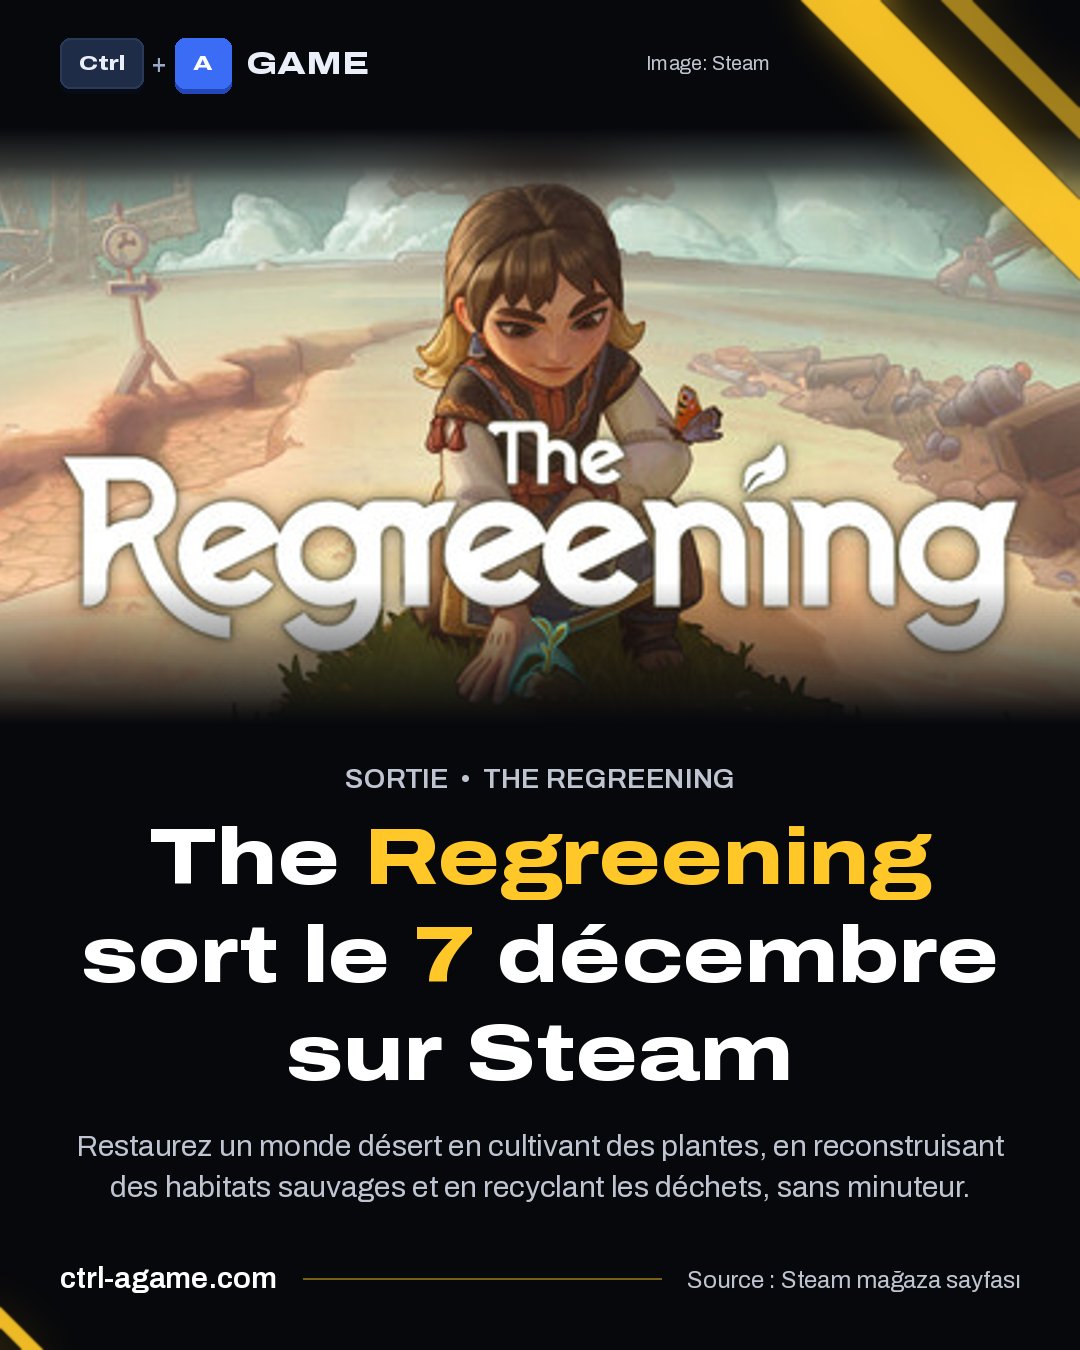 Ctrl + A GAME
Image: Steam
The
Regreening
SORTIE • THE REGREENING
The Regreening
sort le 7 décembre
sur Steam
Restaurez un monde désert en cultivant des plantes, en reconstruisant
des habitats sauvages et en recyclant les déchets, sans minuteur.
ctrl-agame.com
Source : Steam mağaza sayfası